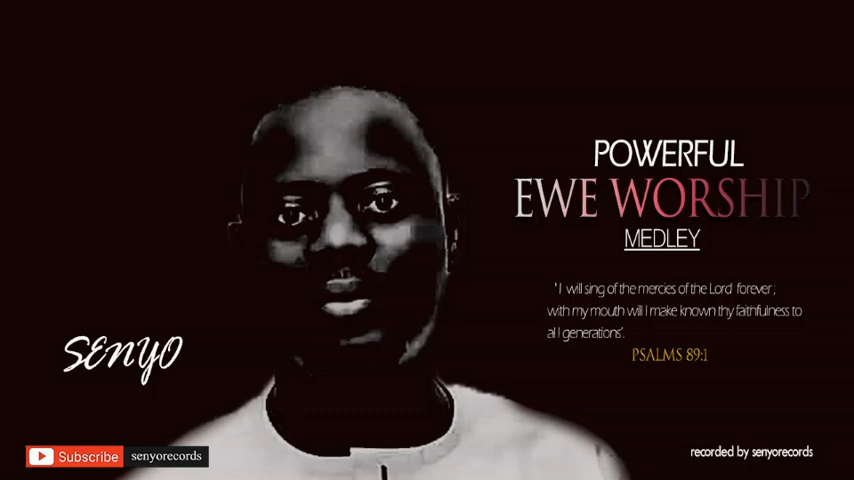 POWERFUL
EWE WORSHIP
MEDLEY
'I will sing of the mercies of the Lord forever;
with my mouth will I make known thy faithfulness to
all generations'.
PSALMS 89:1
SENYO
Subscribe senyorecords
recorded by senyorecords